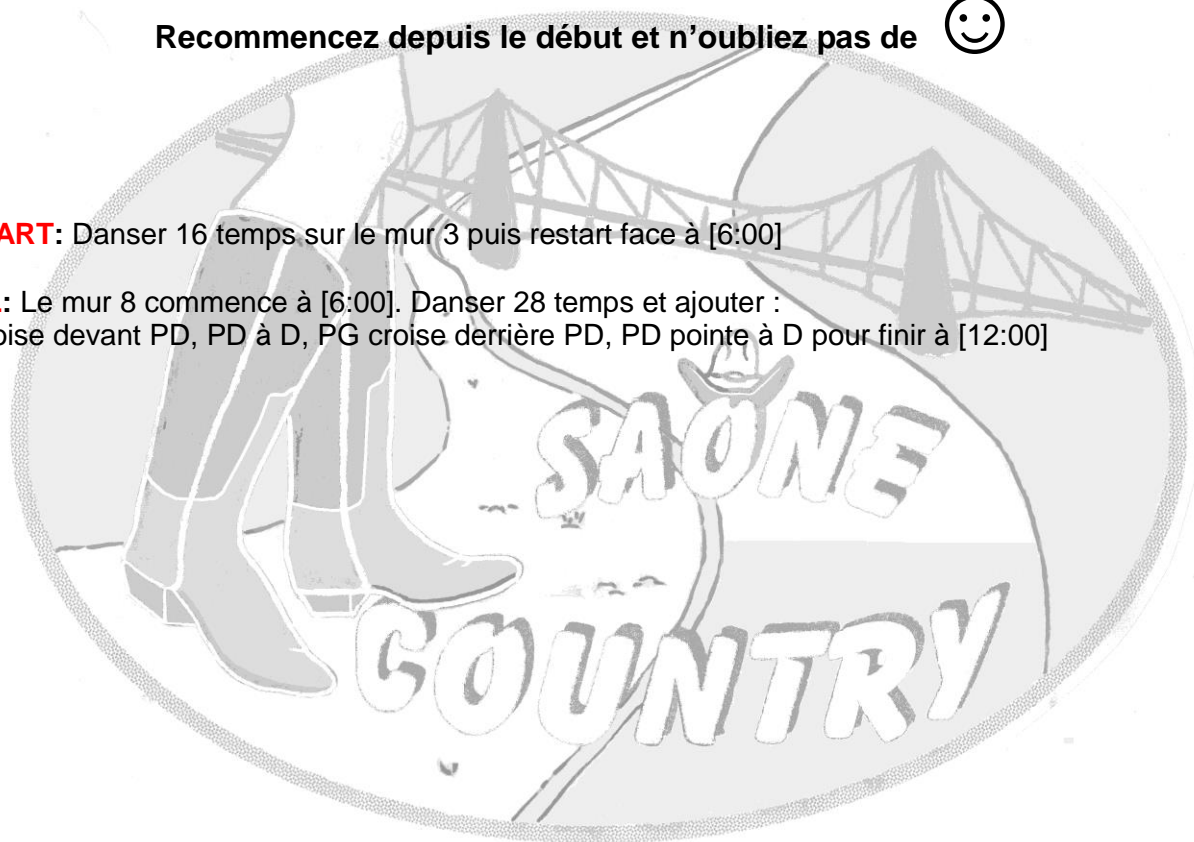 Recommencez depuis le début et n’oubliez pas de ☺
ART: Danser 16 temps sur le mur 3 puis restart face à [6:00]
: Le mur 8 commence à [6:00]. Danser 28 temps et ajouter :
oise devant PD, PD à D, PG croise derrière PD, PD pointe à D pour finir à [12:00]
SAÔNE
COUNTRY